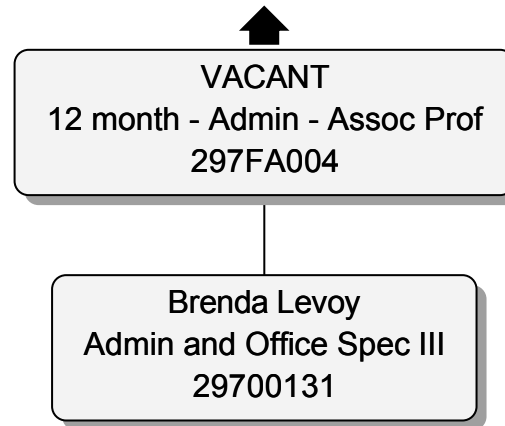 VACANT
12 month - Admin - Assoc Prof
297FA004
Brenda Levoy
Admin and Office Spec III
29700131